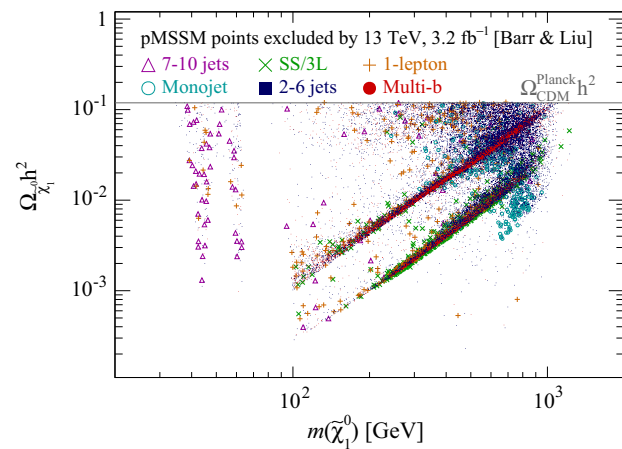 pMSSM points excluded by 13 TeV, 3.2 fb⁻¹ [Barr & Liu]
△ 7-10 jets × SS/3L + 1-lepton
○ Monojet ■ 2-6 jets ● Multi-b
Ω^Planck_CDM h²
1
10⁻¹
10⁻²
10⁻³
Ω_χ̃₁⁰ h²
10² 10³
m(χ̃₁⁰) [GeV]